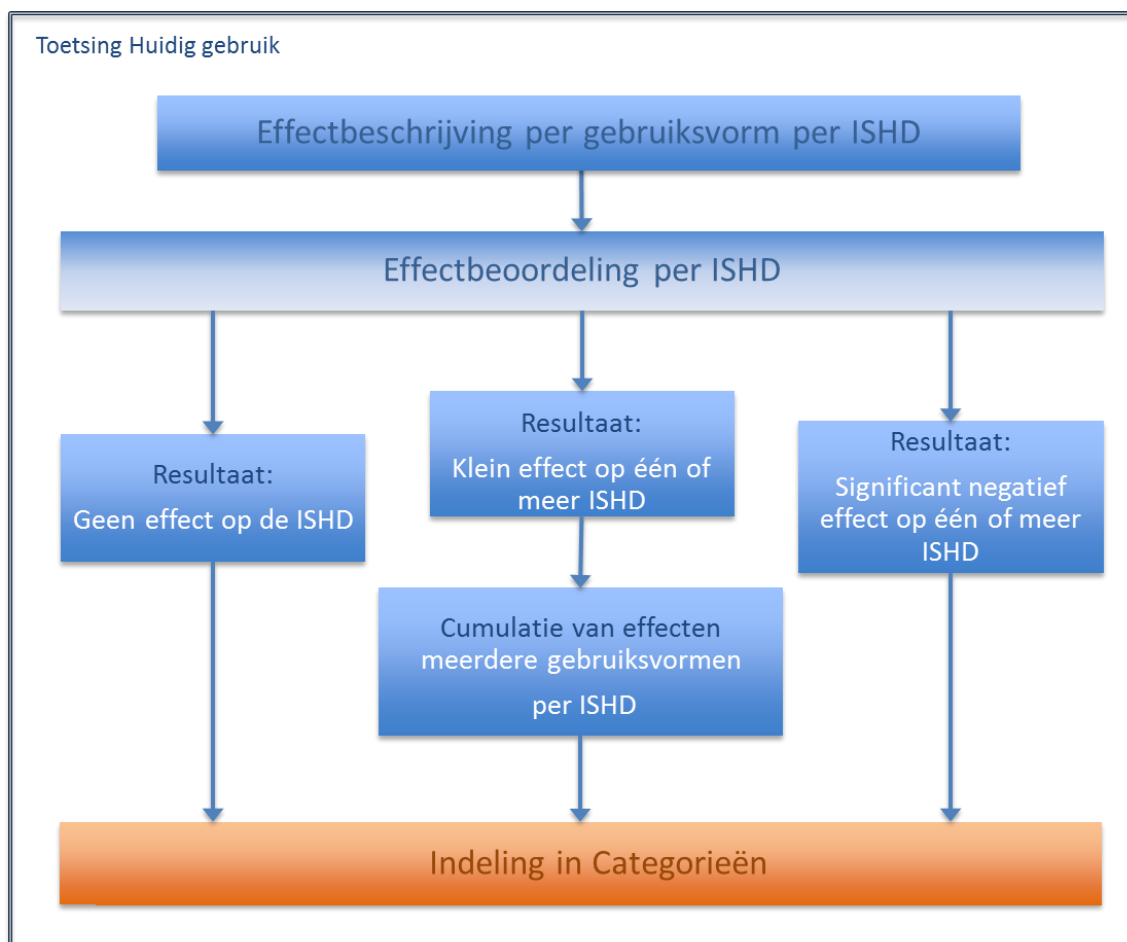 Toetsing Huidig gebruik
Effectbeschrijving per gebruiksvorm per ISHD
Effectbeoordeling per ISHD
Resultaat:
Geen effect op de ISHD
Resultaat:
Klein effect op één of
meer ISHD
Resultaat:
Significant negatief
effect op één of meer
ISHD
Cumulatie van effecten
meerdere gebruiksvormen
per ISHD
Indeling in Categorieën